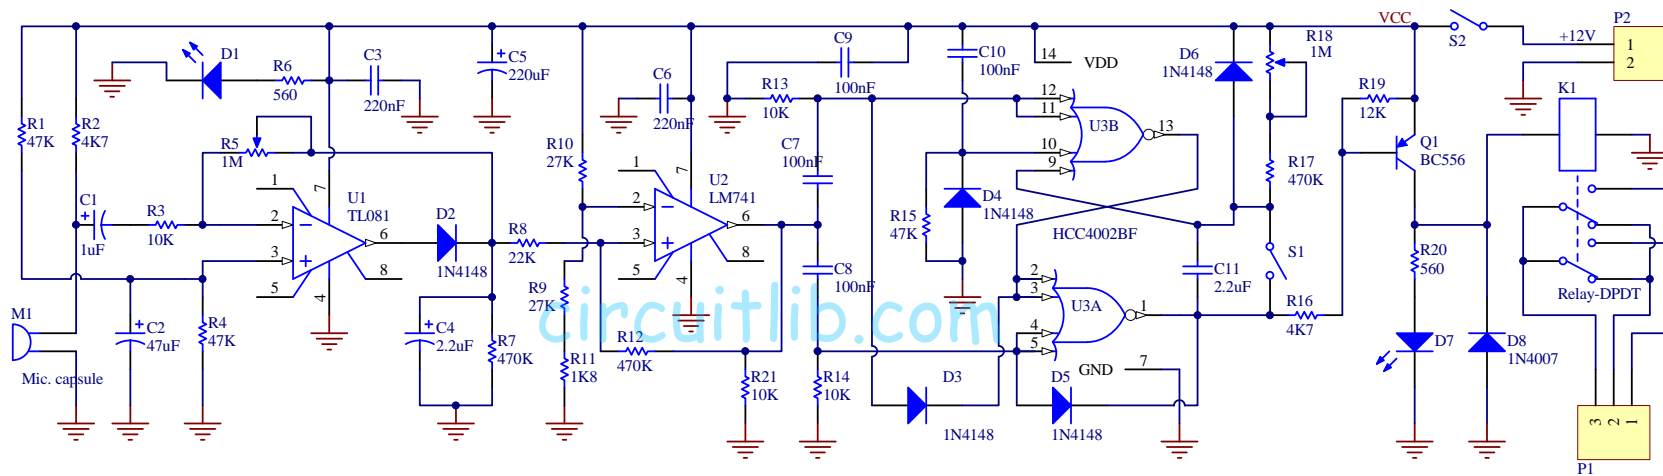 VCC
P2
S2
+12V
1
2
D1
R6
560
C3
220nF
C5
+
220uF
C9
100nF
C10
100nF
14
VDD
D6
1N4148
R18
1M
R19
12K
K1
C6
220nF
R13
10K
12
11
U3B
13
10
9
R1
47K
R2
4K7
R5
1M
R10
27K
C7
100nF
Q1
BC556
R17
470K
1
7
U1
TL081
1
7
U2
LM741
D4
1N4148
C1
+
1uF
R3
10K
2
3
6
8
5
4
D2
1N4148
R8
22K
2
3
6
8
5
4
R15
47K
HCC4002BF
S1
R20
560
R9
27K
C8
100nF
2
3
4
5
U3A
1
C11
2.2uF
Relay-DPDT
M1
Mic. capsule
C2
+
47uF
R4
47K
C4
+
2.2uF
R7
470K
circuitlib.com
R12
470K
R11
1K8
R16
4K7
D7
D8
1N4007
GND
7
R21
10K
R14
10K
D3
1N4148
D5
1N4148
3
2
1
P1